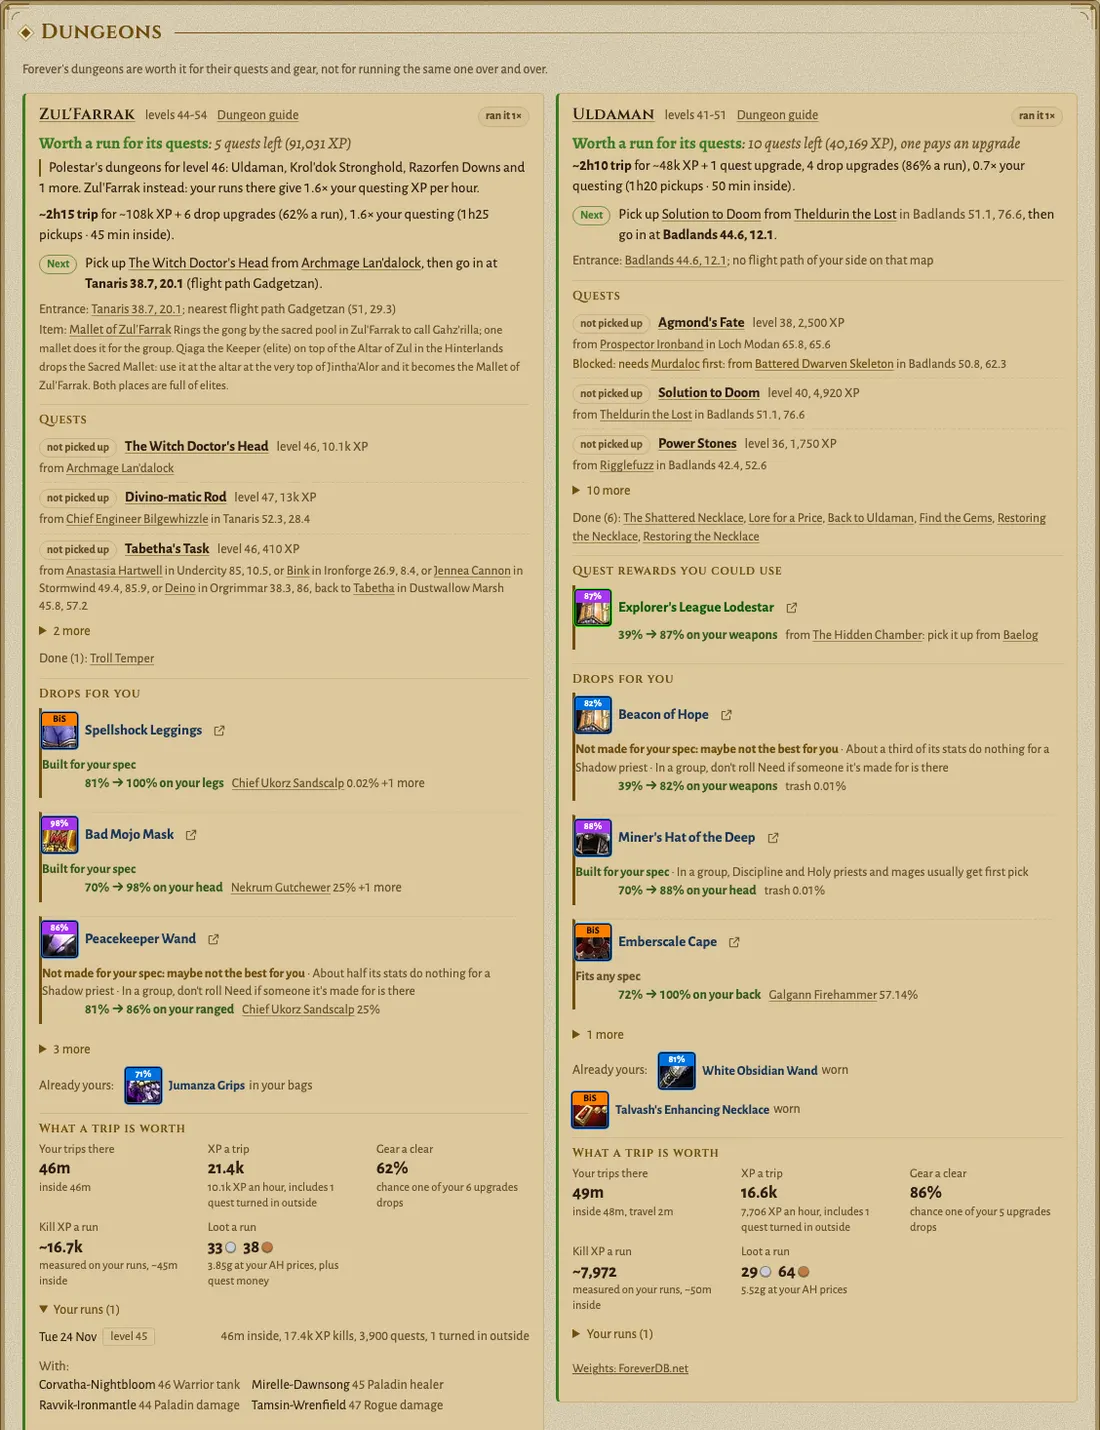 Dungeons
Forever's dungeons are worth it for their quests and gear, not for running the same one over and over.
Zul'Farrak levels 44-54 Dungeon guide ran it 1×
Worth a run for its quests: 5 quests left (91,031 XP)
Polestar's dungeons for level 46: Uldaman, Krol'dok Stronghold, Razorfen Downs and
1 more. Zul'Farrak instead: your runs there give 1.6× your questing XP per hour.
~2h15 trip for ~108k XP + 6 drop upgrades (62% a run), 1.6× your questing (1h25
pickups · 45 min inside).
Next Pick up The Witch Doctor's Head from Archmage Lan'dalock, then go in at
Tanaris 38.7, 20.1 (flight path Gadgetzan).
Entrance: Tanaris 38.7, 20.1; nearest flight path Gadgetzan (51, 29.3)
Item: Mallet of Zul'Farrak Rings the gong by the sacred pool in Zul'Farrak to call Gahz'rilla; one
mallet does it for the group. Qiaga the Keeper (elite) on top of the Altar of Zul in the Hinterlands
drops the Sacred Mallet: use it at the altar at the very top of Jintha'Alor and it becomes the Mallet of
Zul'Farrak. Both places are full of elites.
Quests
not picked up The Witch Doctor's Head level 46, 10.1k XP
from Archmage Lan'dalock
not picked up Divino-matic Rod level 47, 13k XP
from Chief Engineer Bilgewhizzle in Tanaris 52.3, 28.4
not picked up Tabetha's Task level 46, 410 XP
from Anastasia Hartwell in Undercity 85, 10.5, or Bink in Ironforge 26.9, 8.4, or Jennea Cannon in
Stormwind 49.4, 85.9, or Deino in Orgrimmar 38.3, 86, back to Tabetha in Dustwallow Marsh
45.8, 57.2
2 more
Done (1): Troll Temper
Drops for you
BiS
Spellshock Leggings
Built for your spec
81% → 100% on your legs Chief Ukorz Sandscalp 0.02% +1 more
98%
Bad Mojo Mask
Built for your spec
70% → 98% on your head Nekrum Gutchewer 25% +1 more
86%
Peacekeeper Wand
Not made for your spec: maybe not the best for you · About half its stats do nothing for a
Shadow priest · In a group, don't roll Need if someone it's made for is there
81% → 86% on your ranged Chief Ukorz Sandscalp 25%
3 more
Already yours: 71% Jumanza Grips in your bags
What a trip is worth
Your trips there XP a trip Gear a clear
46m 21.4k 62%
inside 46m 10.1k XP an hour, includes 1 chance one of your 6 upgrades
quest turned in outside drops
Kill XP a run Loot a run
~16.7k 33 38
measured on your runs, ~45m 3.85g at your AH prices, plus
inside quest money
Your runs (1)
Tue 24 Nov level 45 46m inside, 17.4k XP kills, 3,900 quests, 1 turned in outside
With:
Corvatha-Nightbloom 46 Warrior tank Mirelle-Dawnsong 45 Paladin healer
Ravvik-Ironmantle 44 Paladin damage Tamsin-Wrenfield 47 Rogue damage
Uldaman levels 41-51 Dungeon guide ran it 1×
Worth a run for its quests: 10 quests left (40,169 XP), one pays an upgrade
~2h10 trip for ~48k XP + 1 quest upgrade, 4 drop upgrades (86% a run), 0.7× your
questing (1h20 pickups · 50 min inside).
Next Pick up Solution to Doom from Theldurin the Lost in Badlands 51.1, 76.6, then
go in at Badlands 44.6, 12.1.
Entrance: Badlands 44.6, 12.1; no flight path of your side on that map
Quests
not picked up Agmond's Fate level 38, 2,500 XP
from Prospector Ironband in Loch Modan 65.8, 65.6
Blocked: needs Murdaloc first: from Battered Dwarven Skeleton in Badlands 50.8, 62.3
not picked up Solution to Doom level 40, 4,920 XP
from Theldurin the Lost in Badlands 51.1, 76.6
not picked up Power Stones level 36, 1,750 XP
from Rigglefuzz in Badlands 42.4, 52.6
10 more
Done (6): The Shattered Necklace, Lore for a Price, Back to Uldaman, Find the Gems, Restoring
the Necklace, Restoring the Necklace
Quest rewards you could use
87%
Explorer's League Lodestar
39% → 87% on your weapons from The Hidden Chamber: pick it up from Baelog
Drops for you
82%
Beacon of Hope
Not made for your spec: maybe not the best for you · About a third of its stats do nothing for a
Shadow priest · In a group, don't roll Need if someone it's made for is there
39% → 82% on your weapons trash 0.01%
88%
Miner's Hat of the Deep
Built for your spec · In a group, Discipline and Holy priests and mages usually get first pick
70% → 88% on your head trash 0.01%
BiS
Emberscale Cape
Fits any spec
72% → 100% on your back Galgann Firehammer 57.14%
1 more
Already yours: 81% White Obsidian Wand worn
BiS Talvash's Enhancing Necklace worn
What a trip is worth
Your trips there XP a trip Gear a clear
49m 16.6k 86%
inside 48m, travel 2m 7,706 XP an hour, includes 1 chance one of your 5 upgrades
quest turned in outside drops
Kill XP a run Loot a run
~7,972 29 64
measured on your runs, ~50m 5.52g at your AH prices
inside
Your runs (1)
Weights: ForeverDB.net